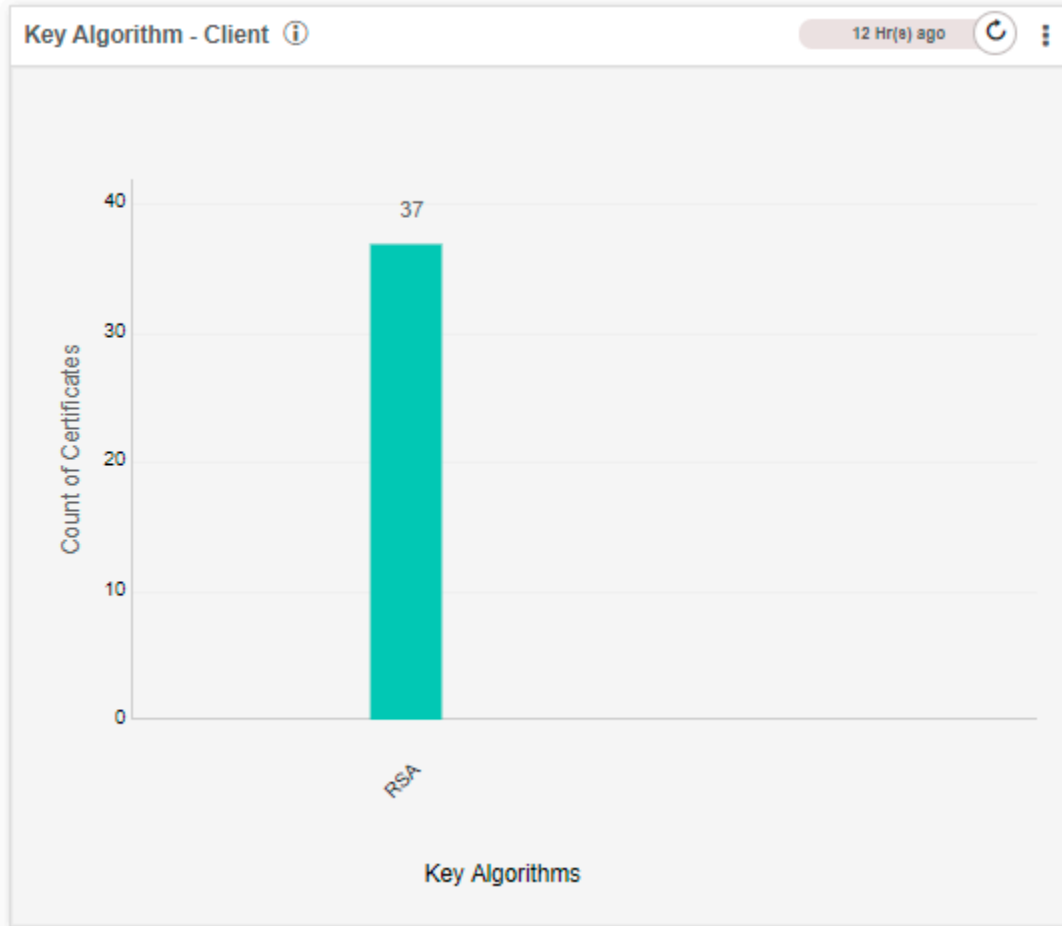 Key Algorithm - Client
12 Hr(s) ago
40
37
30
20
10
0
Count of Certificates
RSA
Key Algorithms